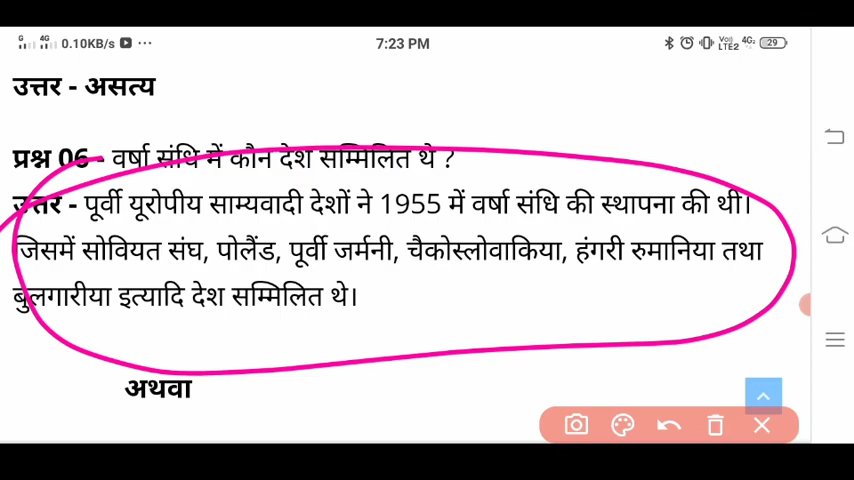 0.10KB/s ... 7:23 PM 29
उत्तर - असत्य
प्रश्न 06 - वर्षा संधि में कौन देश सम्मिलित थे ?
उत्तर - पूर्वी यूरोपीय साम्यवादी देशों ने 1955 में वर्षा संधि की स्थापना की थी।
जिसमें सोवियत संघ, पोलैंड, पूर्वी जर्मनी, चैकोस्लोवाकिया, हंगरी रुमानिया तथा
बुलगारीया इत्यादि देश सम्मिलित थे।
अथवा